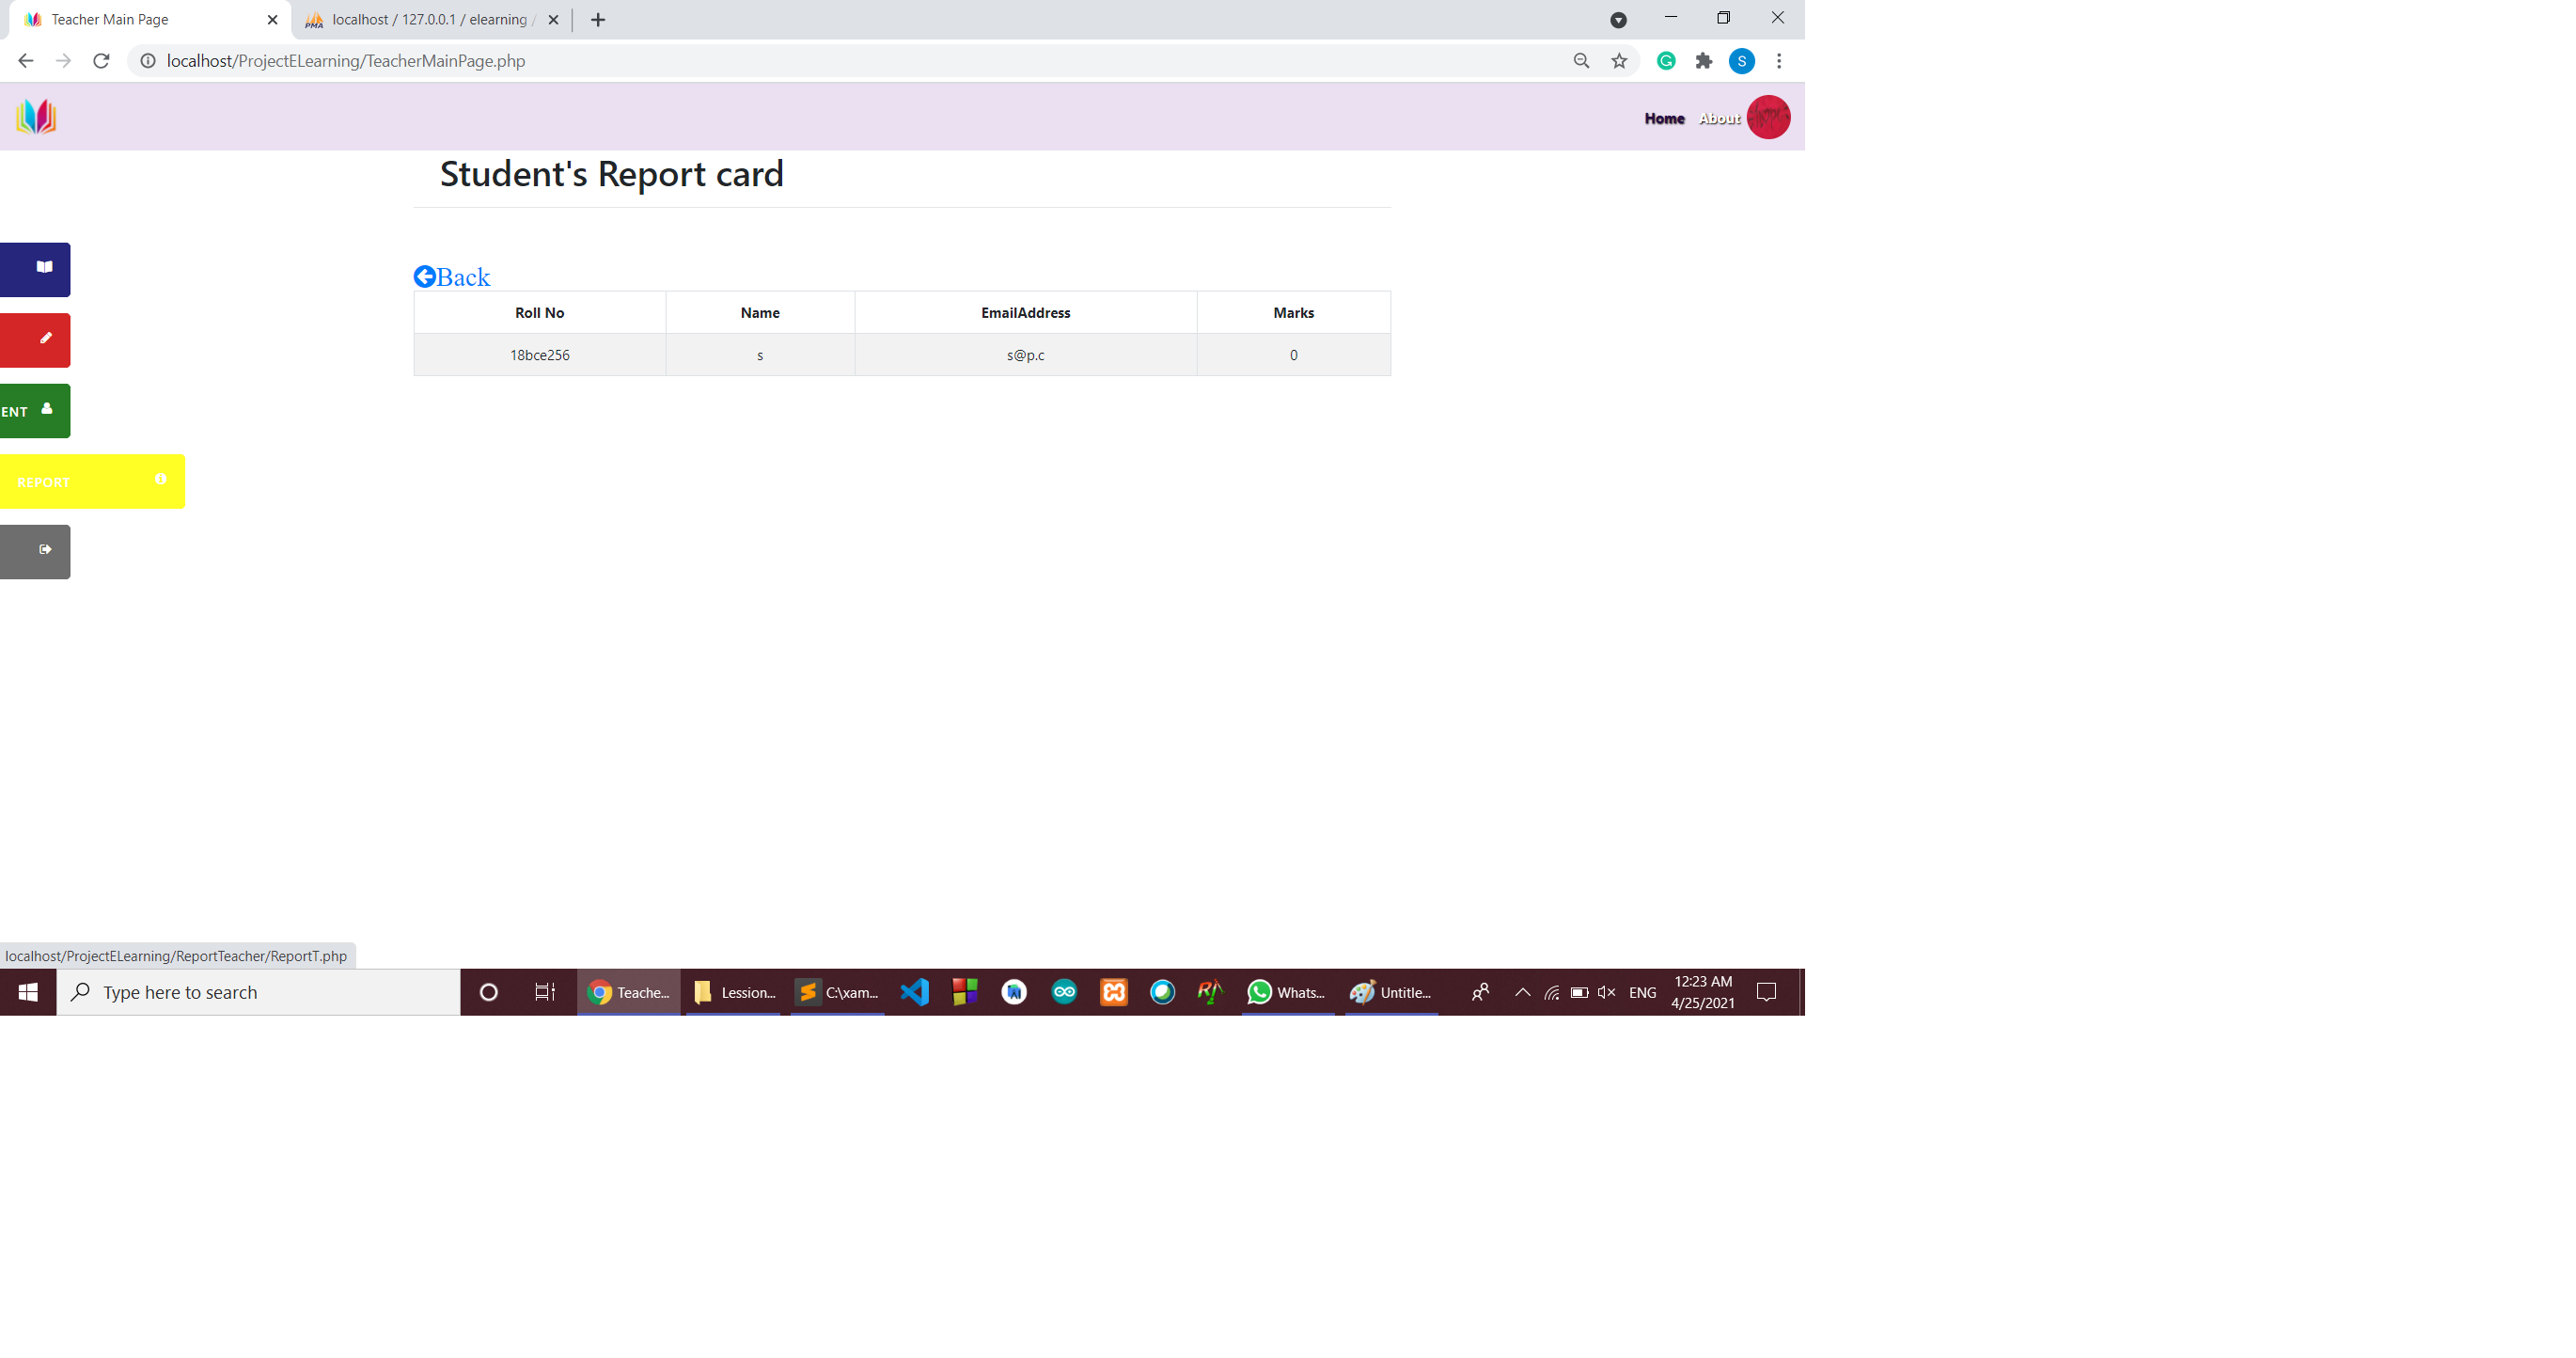 Teacher Main Page
localhost / 127.0.0.1 / elearning /
localhost/ProjectELearning/TeacherMainPage.php
S
Home About
Student's Report card
Back
Roll No Name EmailAddress Marks
18bce256 s s@p.c 0
ENT
REPORT
localhost/ProjectELearning/ReportTeacher/ReportT.php
Type here to search
Teache...
Lession...
C:\xam...
Whats...
Untitle...
ENG
12:23 AM
4/25/2021